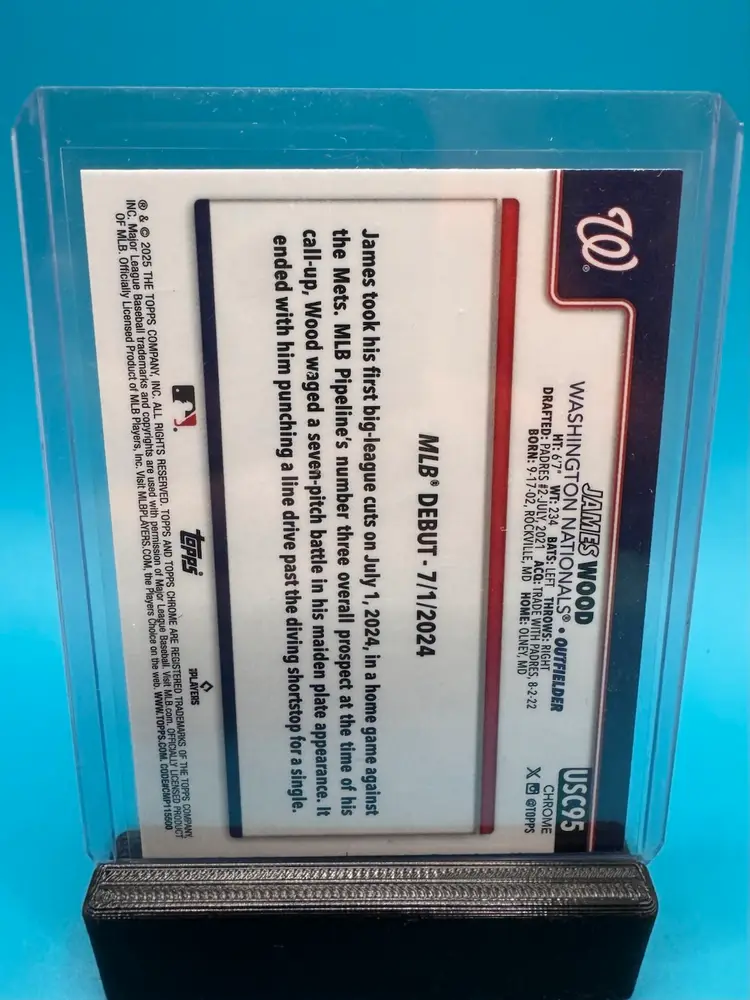 W®
JAMES WOOD
WASHINGTON NATIONALS® • OUTFIELDER
HT: 6'7" WT: 234 BATS: LEFT THROWS: RIGHT
DRAFTED: PADRES #2-JULY, 2021 ACQ: TRADE WITH PADRES, 8-2-22
BORN: 9-17-02, ROCKVILLE, MD HOME: OLNEY, MD
USC95
CHROME
X @TOPPS
MLB® DEBUT - 7/1/2024
James took his first big-league cuts on July 1, 2024, in a home game against
the Mets. MLB Pipeline's number three overall prospect at the time of his
call-up, Wood waged a seven-pitch battle in his maiden plate appearance. It
ended with him punching a line drive past the diving shortstop for a single.
topps
PLAYERS
® & © 2025 THE TOPPS COMPANY, INC. ALL RIGHTS RESERVED. TOPPS AND TOPPS CHROME ARE REGISTERED TRADEMARKS OF THE TOPPS COMPANY,
INC. Major League Baseball trademarks and copyrights are used with permission of Major League Baseball. Visit MLB.com. OFFICIALLY LICENSED PRODUCT
OF MLB. Officially Licensed Product of MLB Players, Inc. Visit MLBPLAYERS.COM, the Players Choice on the web. WWW.TOPPS.COM. CODE#CMP115600